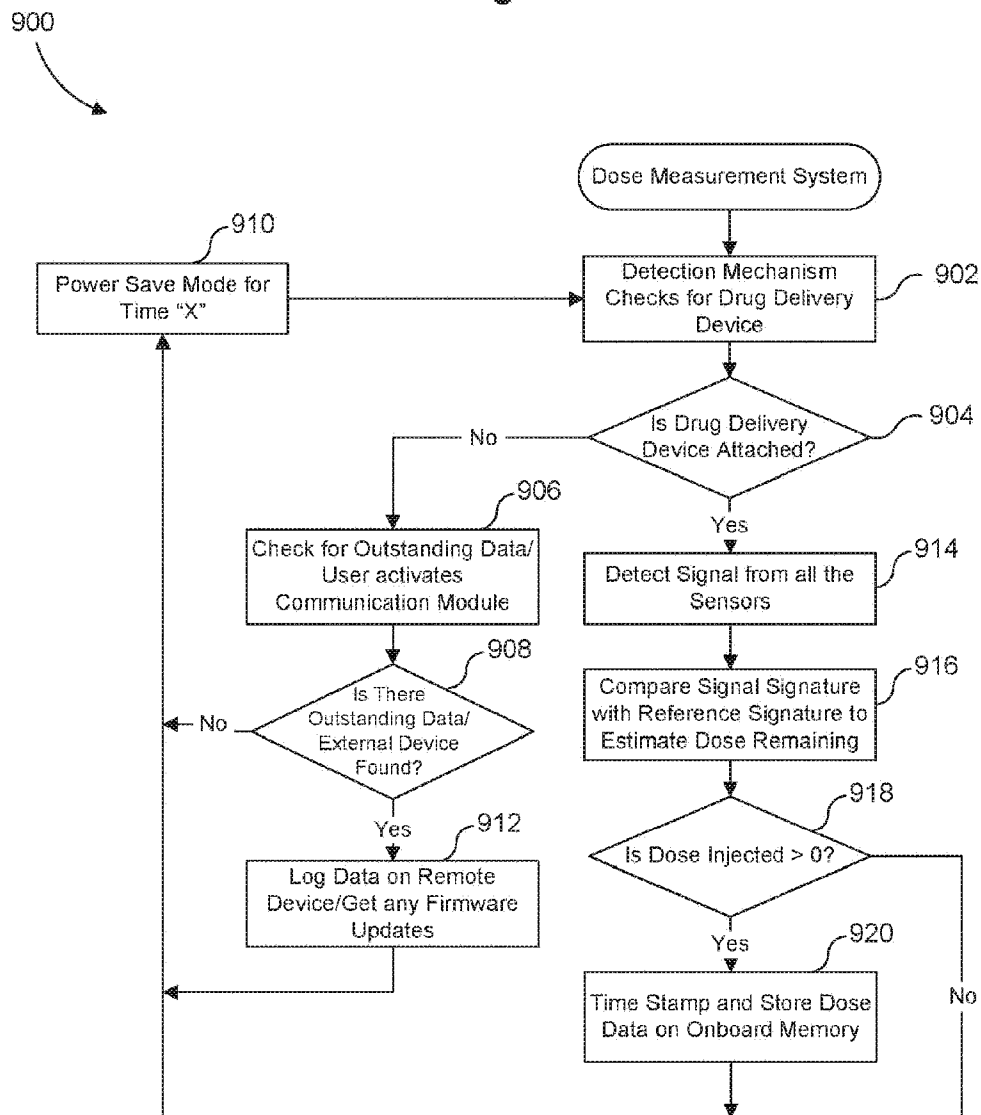 900
Dose Measurement System
910
Power Save Mode for
Time “X”
Detection Mechanism
Checks for Drug Delivery
Device
902
Is Drug Delivery
Device Attached?
904
No
Yes
906
Check for Outstanding Data/
User activates
Communication Module
Detect Signal from all the
Sensors
914
908
Is There
Outstanding Data/
External Device
Found?
No
Yes
Compare Signal Signature
with Reference Signature to
Estimate Dose Remaining
916
912
Log Data on Remote
Device/Get any Firmware
Updates
918
Is Dose Injected > 0?
Yes
No
920
Time Stamp and Store Dose
Data on Onboard Memory